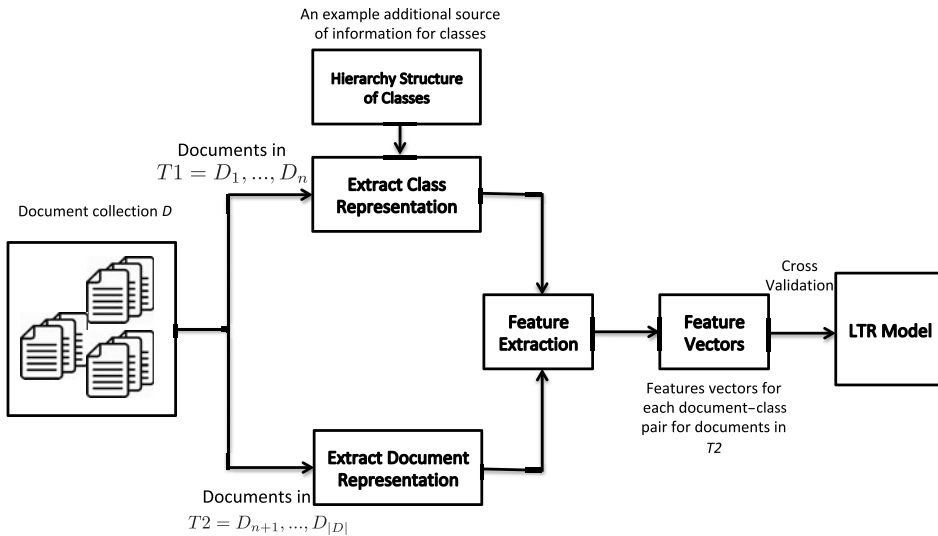 An example additional source
of information for classes
Hierarchy Structure
of Classes
Documents in
T1 = D_1, ..., D_n
Extract Class
Representation
Document collection D
Cross
Validation
Feature
Extraction
Feature
Vectors
LTR Model
Features vectors for
each document–class
pair for documents in
T2
Extract Document
Representation
Documents in
T2 = D_{n+1}, ..., D_{|D|}